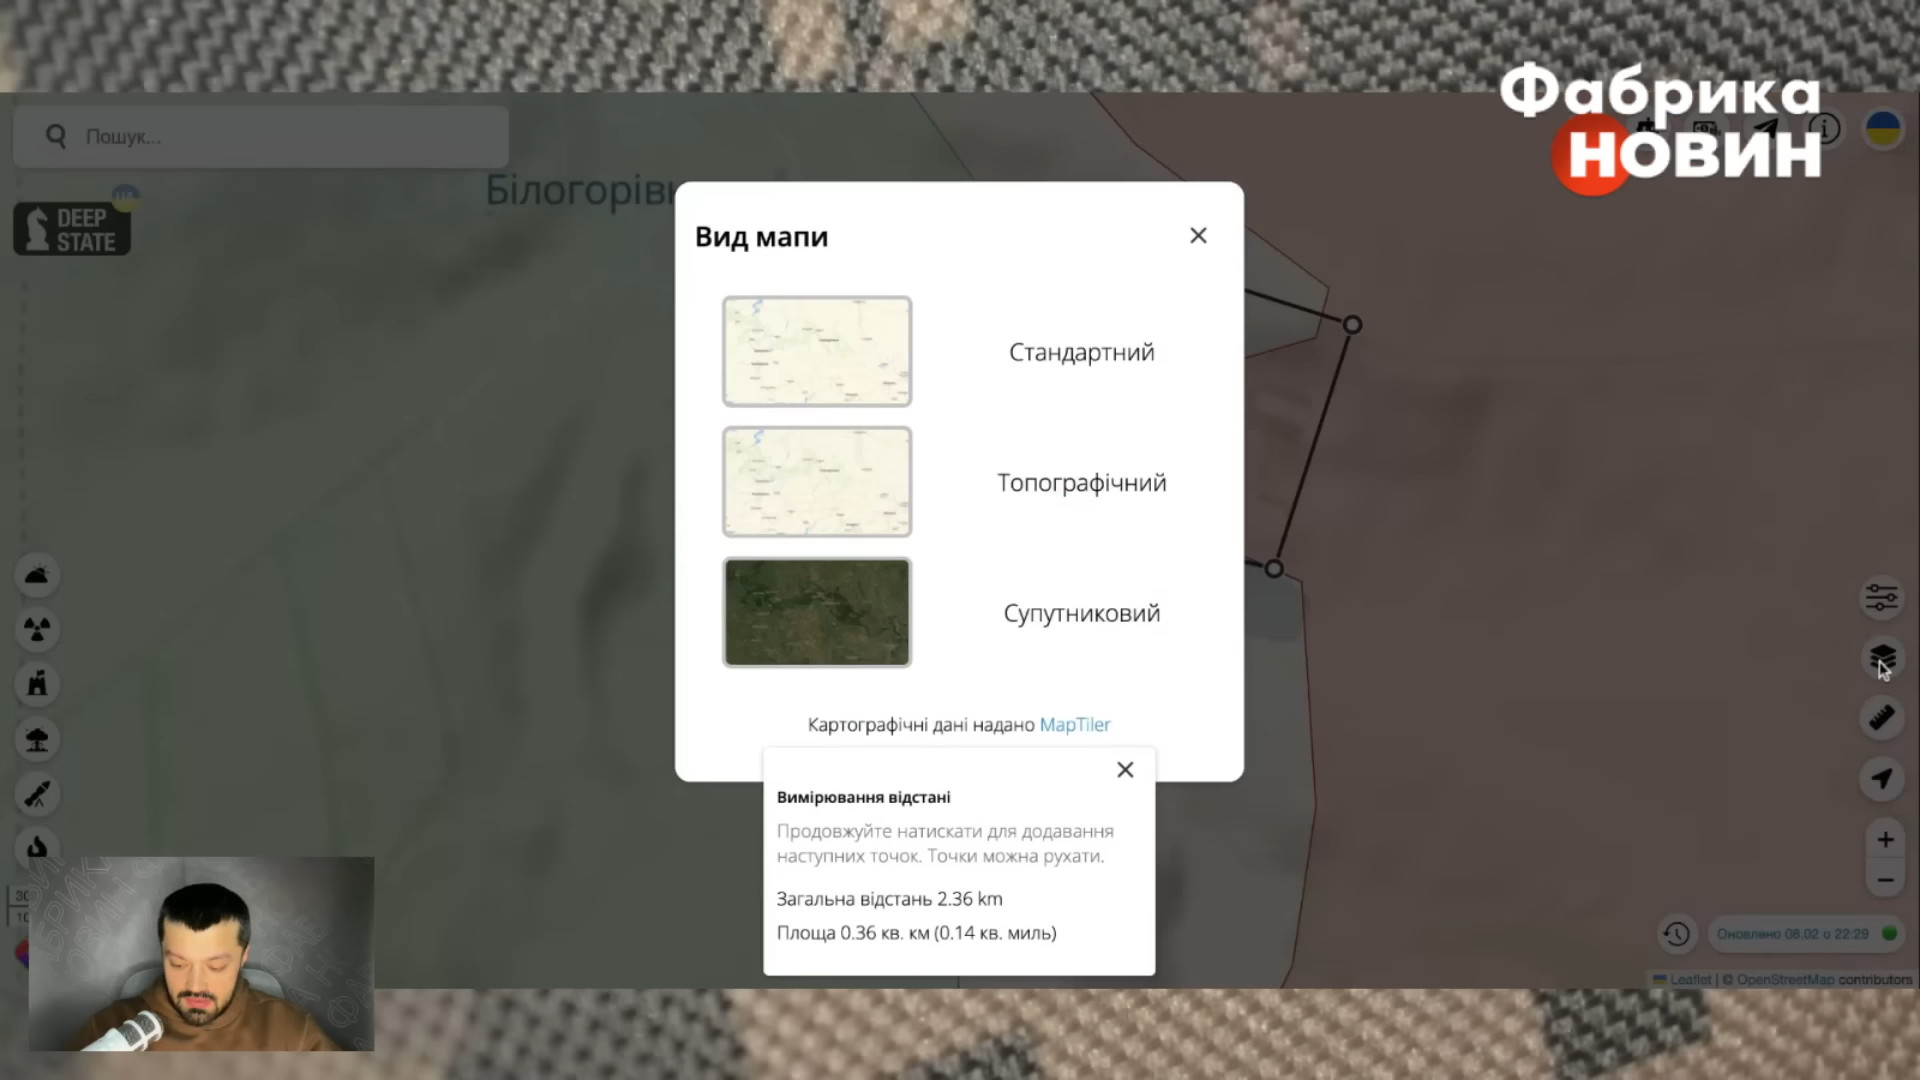 Фабрика
НОВИН
Пошук...
Білогорів
DEEP
STATE
Вид мапи
Стандартний
Топографічний
Супутниковий
Картографічні дані надано MapTiler
Вимірювання відстані
Продовжуйте натискати для додавання
наступних точок. Точки можна рухати.
Загальна відстань 2.36 km
Площа 0.36 кв. км (0.14 кв. миль)
Оновлено 08.02 о 22:29
Leaflet | © OpenStreetMap contributors